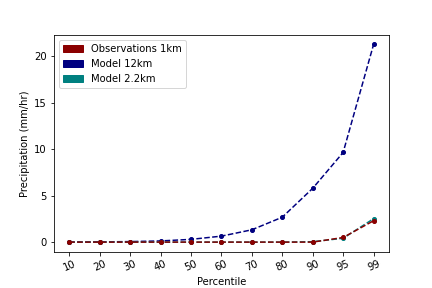 Observations 1km
Model 12km
Model 2.2km
Precipitation (mm/hr)
20
15
10
5
0
10 20 30 40 50 60 70 80 90 95 99
Percentile